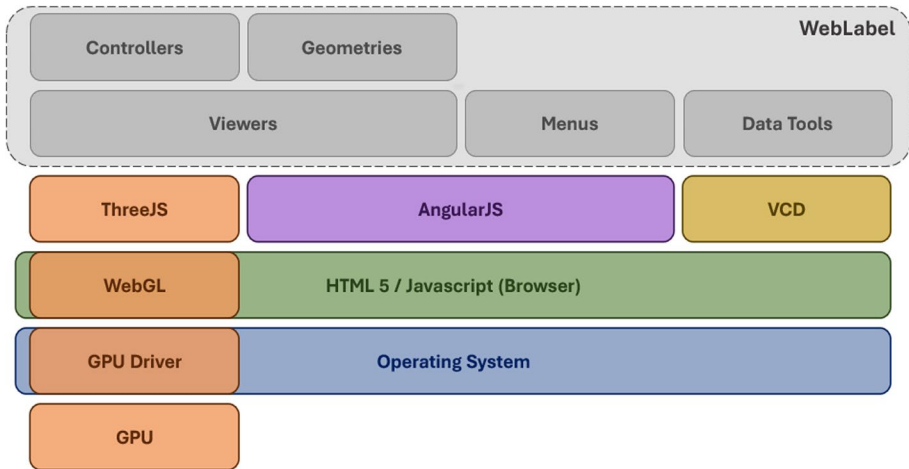 WebLabel
Controllers
Geometries
Viewers
Menus
Data Tools
ThreeJS
AngularJS
VCD
WebGL
HTML 5 / Javascript (Browser)
GPU Driver
Operating System
GPU